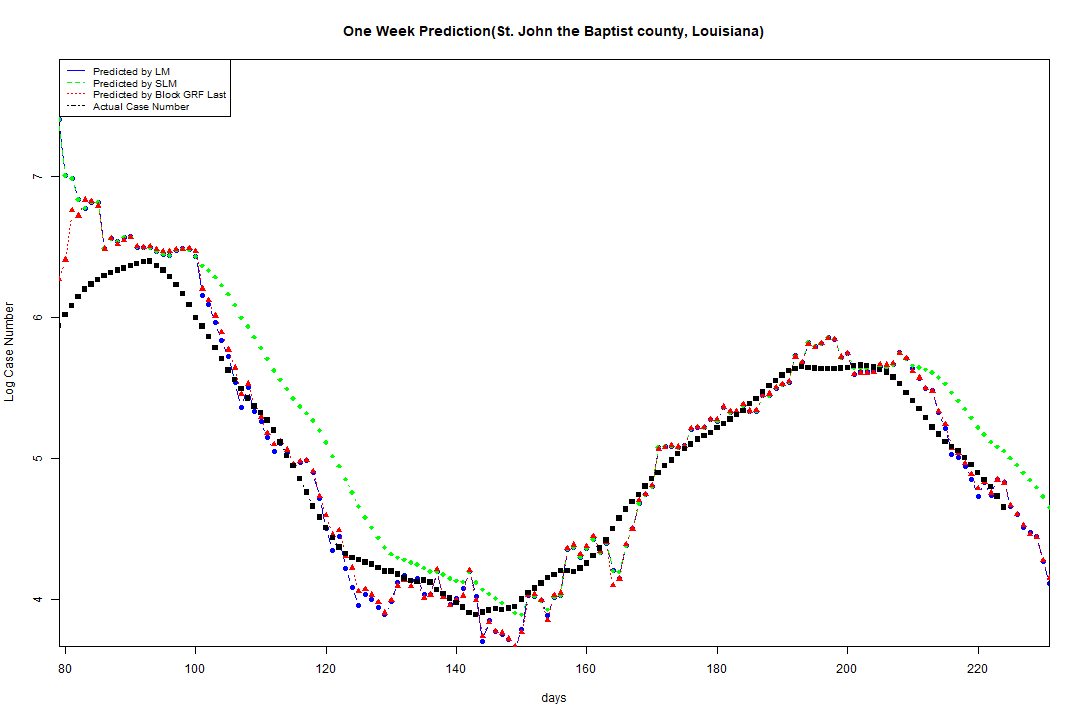 One Week Prediction(St. John the Baptist county, Louisiana)
Predicted by LM
Predicted by SLM
Predicted by Block GRF Last
Actual Case Number
7
6
5
4
Log Case Number
80 100 120 140 160 180 200 220
days